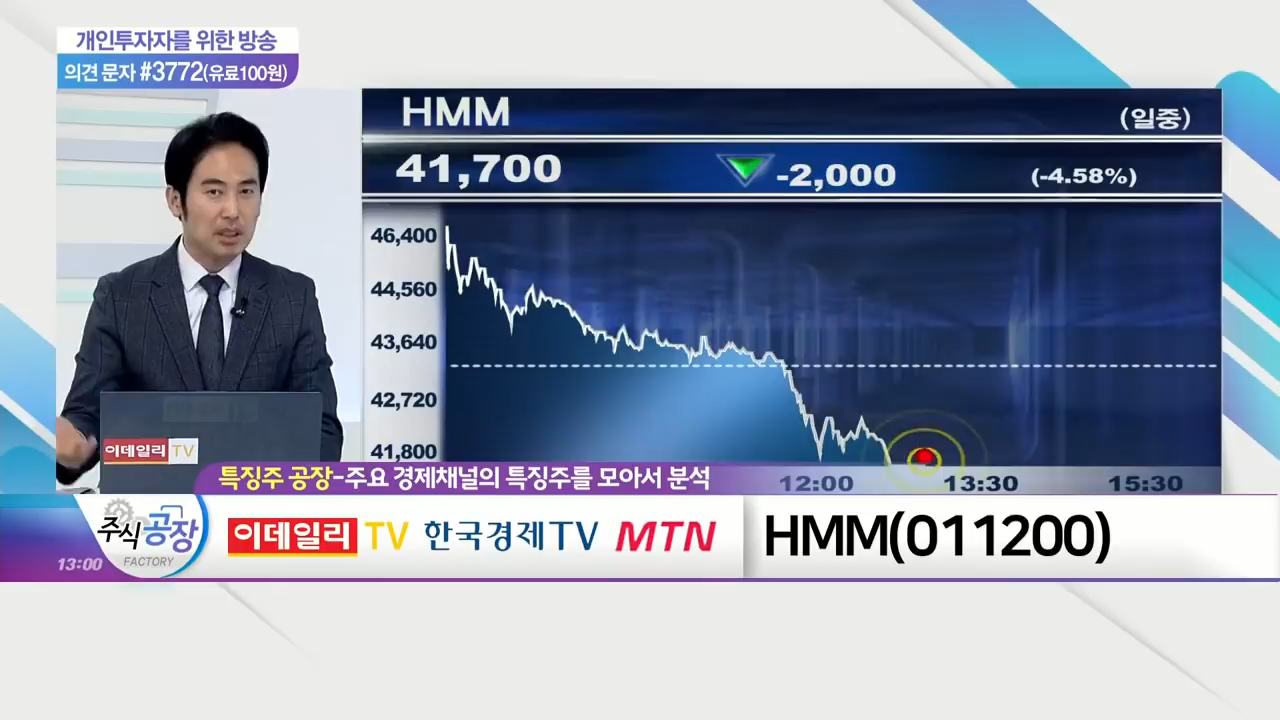 개인투자자를 위한 방송
의견 문자 #3772(유료100원)
HMM
(일중)
41,700
-2,000
(-4.58%)
46,400
44,560
43,640
42,720
41,800
12:00
13:30
15:30
이데일리 TV
특징주 공장-주요 경제채널의 특징주를 모아서 분석
주식공장
FACTORY
13:00
이데일리 TV 한국경제TV MTN
HMM(011200)